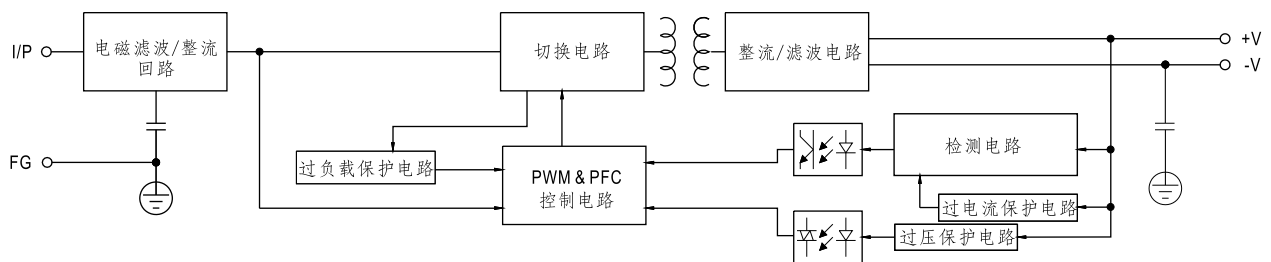 I/P
电磁滤波/整流
回路
切换电路
整流/滤波电路
+V
-V
FG
过负载保护电路
PWM & PFC
控制电路
检测电路
过电流保护电路
过压保护电路